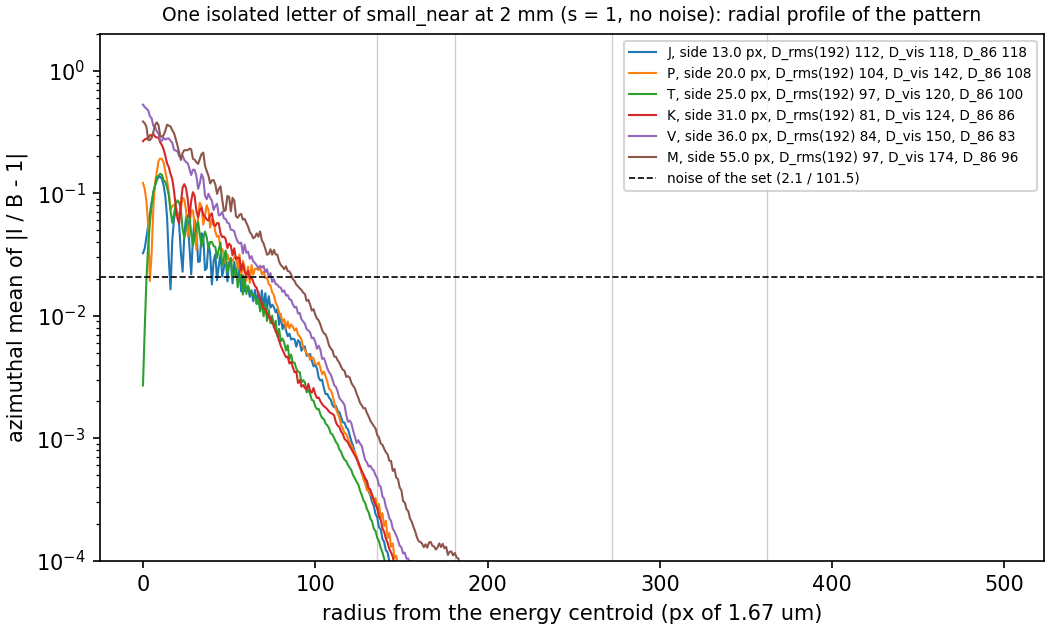 One isolated letter of small_near at 2 mm (s = 1, no noise): radial profile of the pattern
J, side 13.0 px, D_rms(192) 112, D_vis 118, D_86 118
P, side 20.0 px, D_rms(192) 104, D_vis 142, D_86 108
T, side 25.0 px, D_rms(192) 97, D_vis 120, D_86 100
K, side 31.0 px, D_rms(192) 81, D_vis 124, D_86 86
V, side 36.0 px, D_rms(192) 84, D_vis 150, D_86 83
M, side 55.0 px, D_rms(192) 97, D_vis 174, D_86 96
noise of the set (2.1 / 101.5)
azimuthal mean of |I / B - 1|
10⁰
10⁻¹
10⁻²
10⁻³
10⁻⁴
0 100 200 300 400 500
radius from the energy centroid (px of 1.67 um)